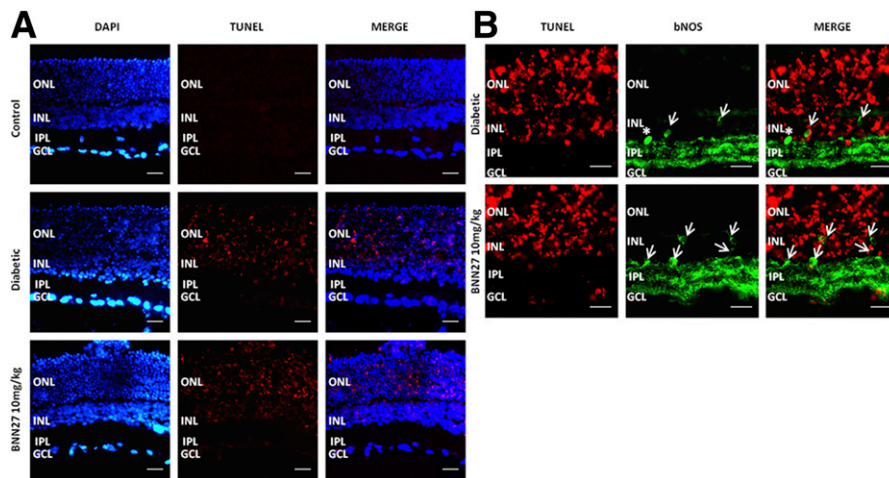 A
DAPI TUNEL MERGE
Control
ONL ONL ONL
INL INL INL
IPL IPL IPL
GCL GCL GCL
Diabetic
ONL ONL ONL
INL INL INL
IPL IPL IPL
GCL GCL GCL
BNN27 10mg/kg
ONL ONL ONL
INL INL INL
IPL IPL IPL
GCL GCL GCL
B
TUNEL bNOS MERGE
Diabetic
ONL ONL ONL
INL INL * INL *
IPL IPL IPL
GCL GCL GCL
BNN27 10mg/kg
ONL ONL ONL
INL INL INL
IPL IPL IPL
GCL GCL GCL